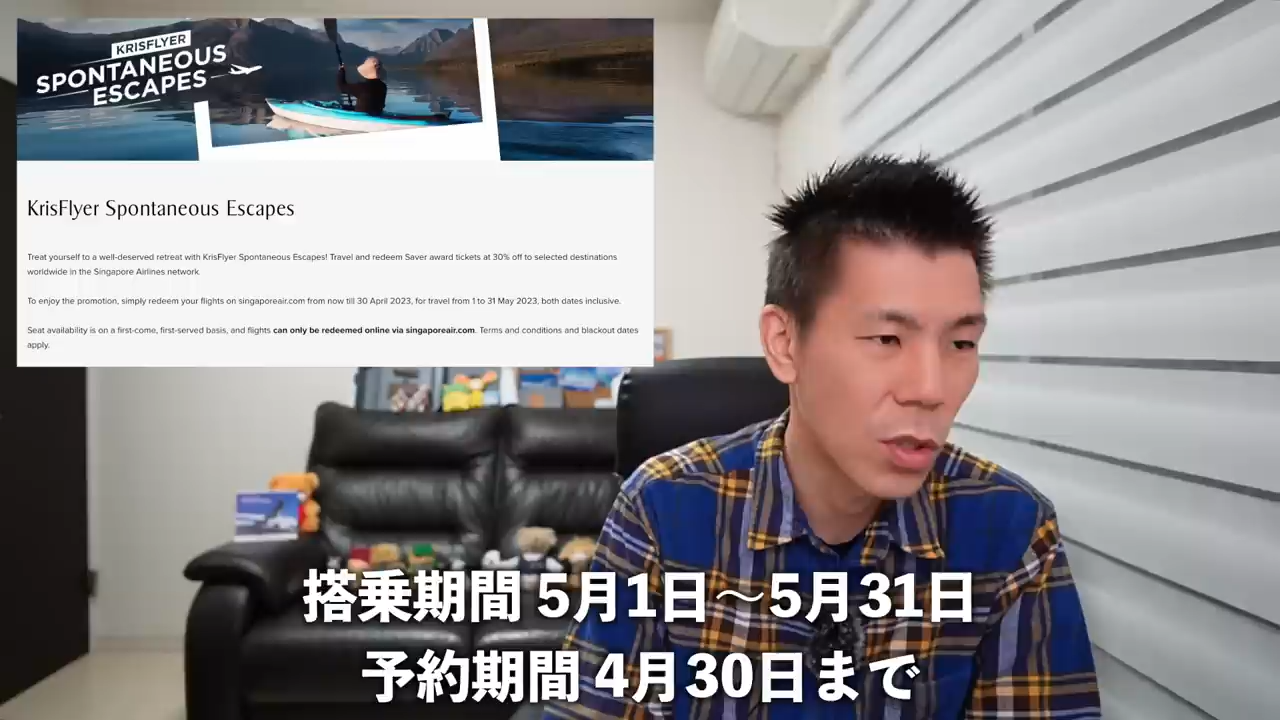 KRISFLYER
SPONTANEOUS
ESCAPES
KrisFlyer Spontaneous Escapes
Treat yourself to a well-deserved retreat with KrisFlyer Spontaneous Escapes! Travel and redeem Saver award tickets at 30% off to selected destinations
worldwide in the Singapore Airlines network.
To enjoy the promotion, simply redeem your flights on singaporeair.com from now till 30 April 2023, for travel from 1 to 31 May 2023, both dates inclusive.
Seat availability is on a first-come, first-served basis, and flights can only be redeemed online via singaporeair.com. Terms and conditions and blackout dates
apply.
搭乗期間 5月1日〜5月31日
予約期間 4月30日まで